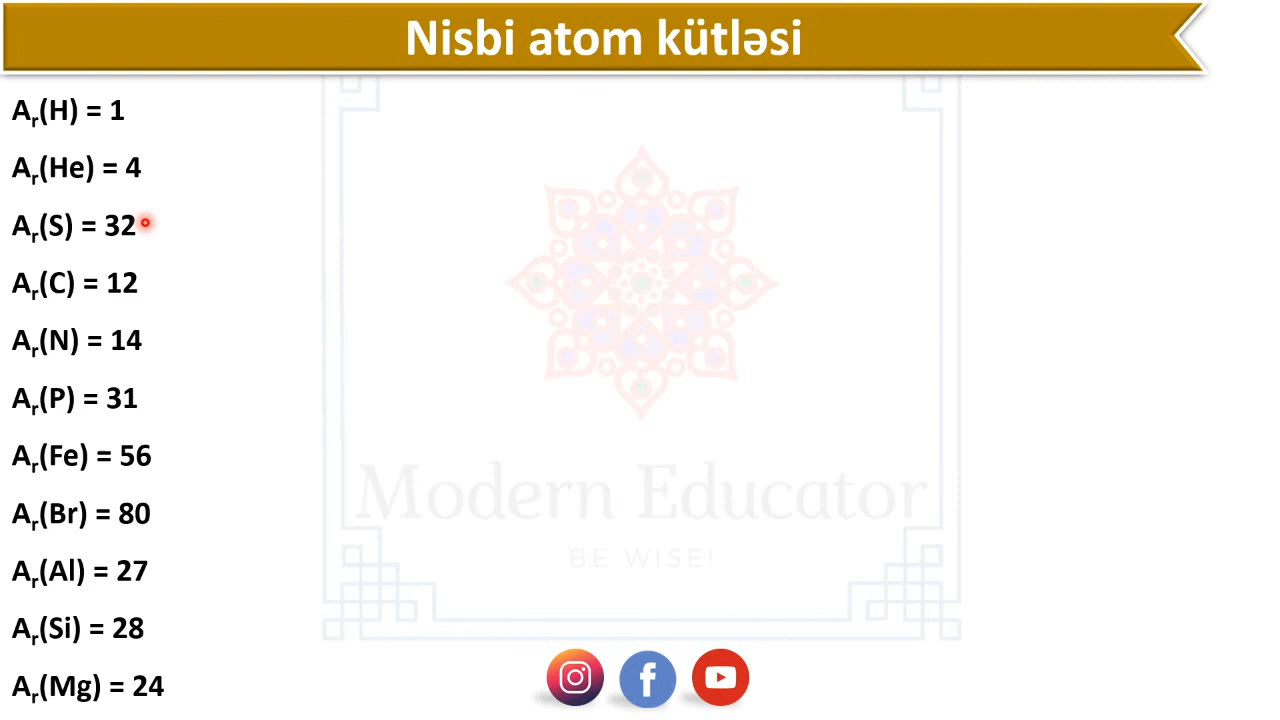 Nisbi atom kütləsi
Aᵣ(H) = 1
Aᵣ(He) = 4
Aᵣ(S) = 32
Aᵣ(C) = 12
Aᵣ(N) = 14
Aᵣ(P) = 31
Aᵣ(Fe) = 56
Aᵣ(Br) = 80
Aᵣ(Al) = 27
Aᵣ(Si) = 28
Aᵣ(Mg) = 24
Modern Educator
BE WISE!